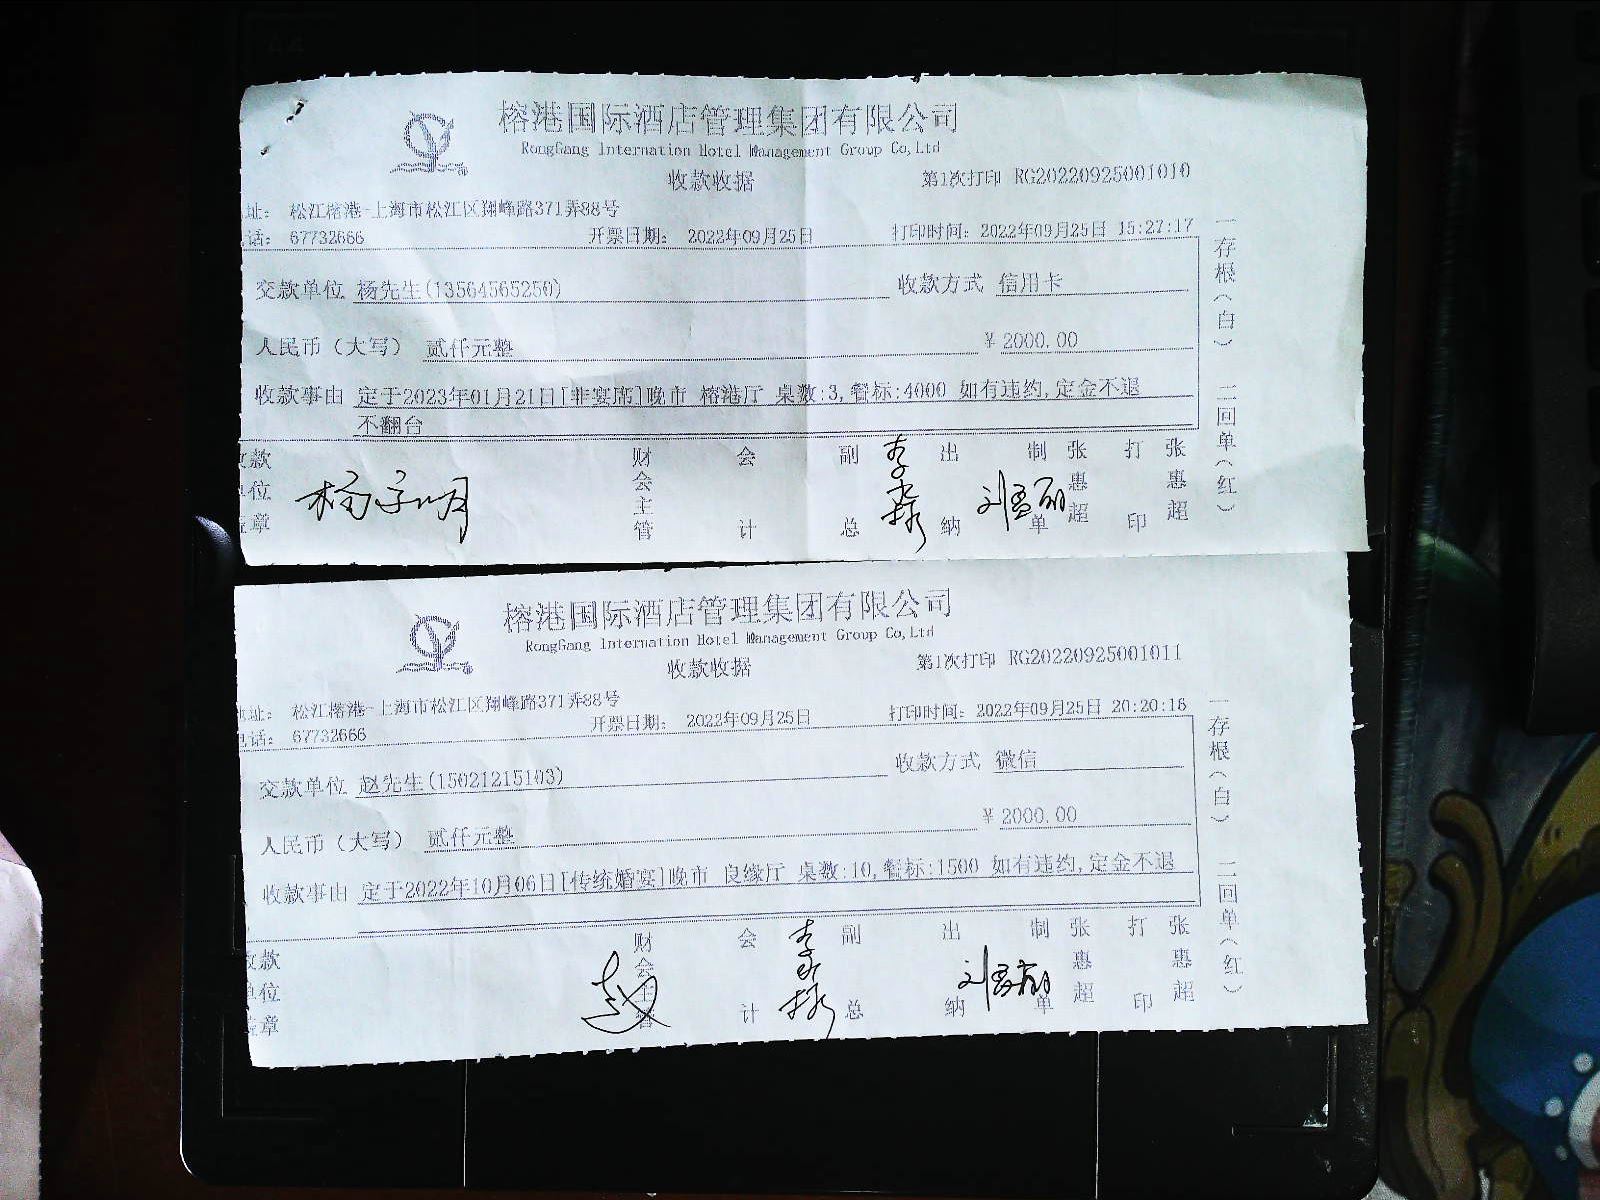 榕港国际酒店管理集团有限公司
RongGang Internation Hotel Management Group Co,Ltd
收款收据
第1次打印 RG20220925001010
址： 松江榕港-上海市松江区翔峰路371弄88号
话： 67732666
开票日期： 2022年09月25日
打印时间： 2022年09月25日 15:27:17
交款单位 杨先生(13564565250)
收款方式 信用卡
人民币（大写） 贰仟元整
¥ 2000.00
收款事由 定于2023年01月21日[非宴席]晚市 榕港厅 桌数:3,餐标:4000 如有违约,定金不退
不翻台
款单位盖章
财会主管
会计
副总
出纳
制单
张惠超
打印
张惠超
一存根（白） 二回单（红）
榕港国际酒店管理集团有限公司
RongGang Internation Hotel Management Group Co,Ltd
收款收据
第1次打印 RG20220925001011
址： 松江榕港-上海市松江区翔峰路371弄88号
话： 67732666
开票日期： 2022年09月25日
打印时间： 2022年09月25日 20:20:16
交款单位 赵先生(15021215103)
收款方式 微信
人民币（大写） 贰仟元整
¥ 2000.00
收款事由 定于2022年10月06日[传统婚宴]晚市 良缘厅 桌数:10,餐标:1500 如有违约,定金不退
收款单位盖章
财会主管
赵
会计
副总
出纳
制单
张惠超
打印
张惠超
一存根（白） 二回单（红）